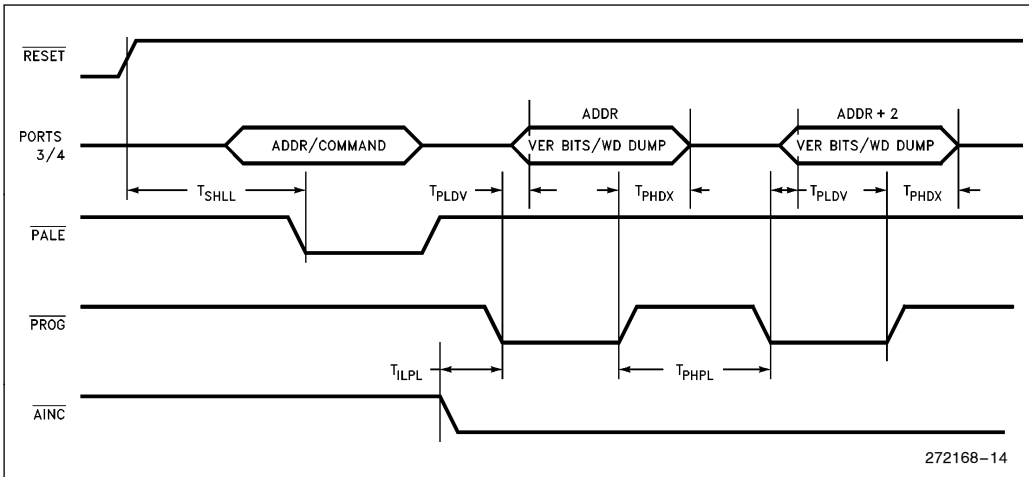 RESET
ADDR
ADDR + 2
PORTS
3/4
ADDR/COMMAND
VER BITS/WD DUMP
VER BITS/WD DUMP
TSHLL
TPLDV
TPHDX
TPLDV
TPHDX
PALE
PROG
TILPL
TPHPL
AINC
272168–14